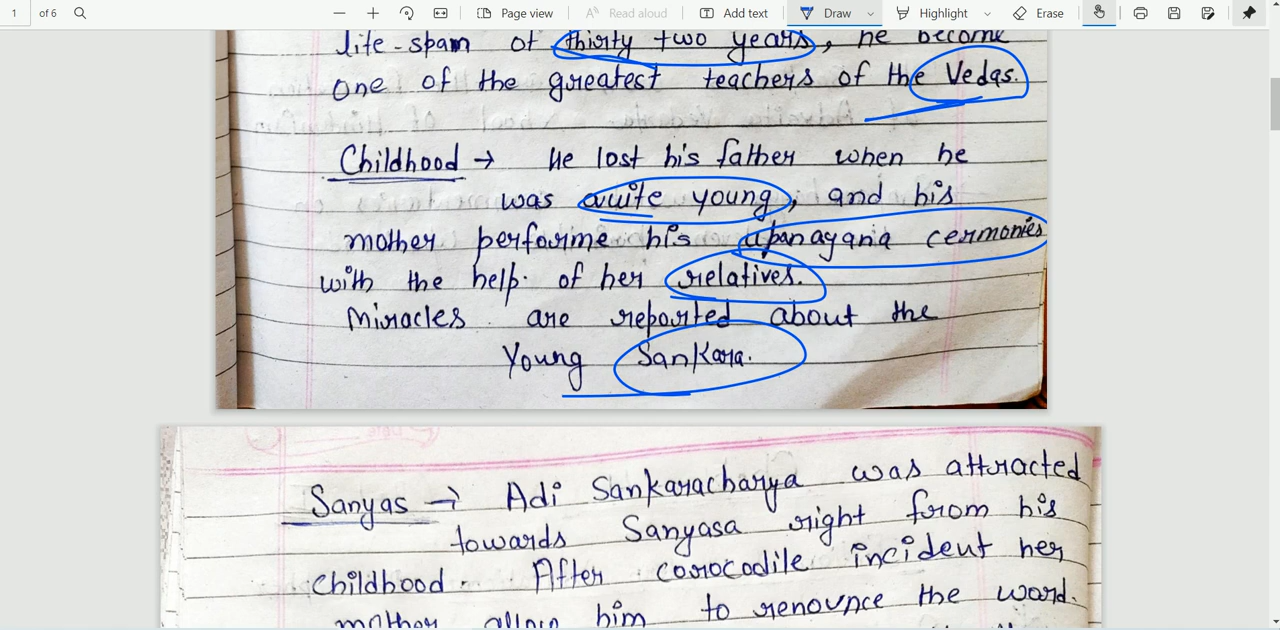 1 of 6 Page view Read aloud Add text Draw Highlight Erase
life-spam of thirty two years, he become
one of the greatest teachers of the Vedas.
Childhood → He lost his father when he
was quite young, and his
mother performe his upanayana cermonies
with the help. of her relatives.
Miracles are reported about the
Young Sankara.
Sanyas → Adi Sankaracharya was attracted
towards Sanyasa right from his
childhood. After corocodile incident her
mother allow him to renounce the ward.